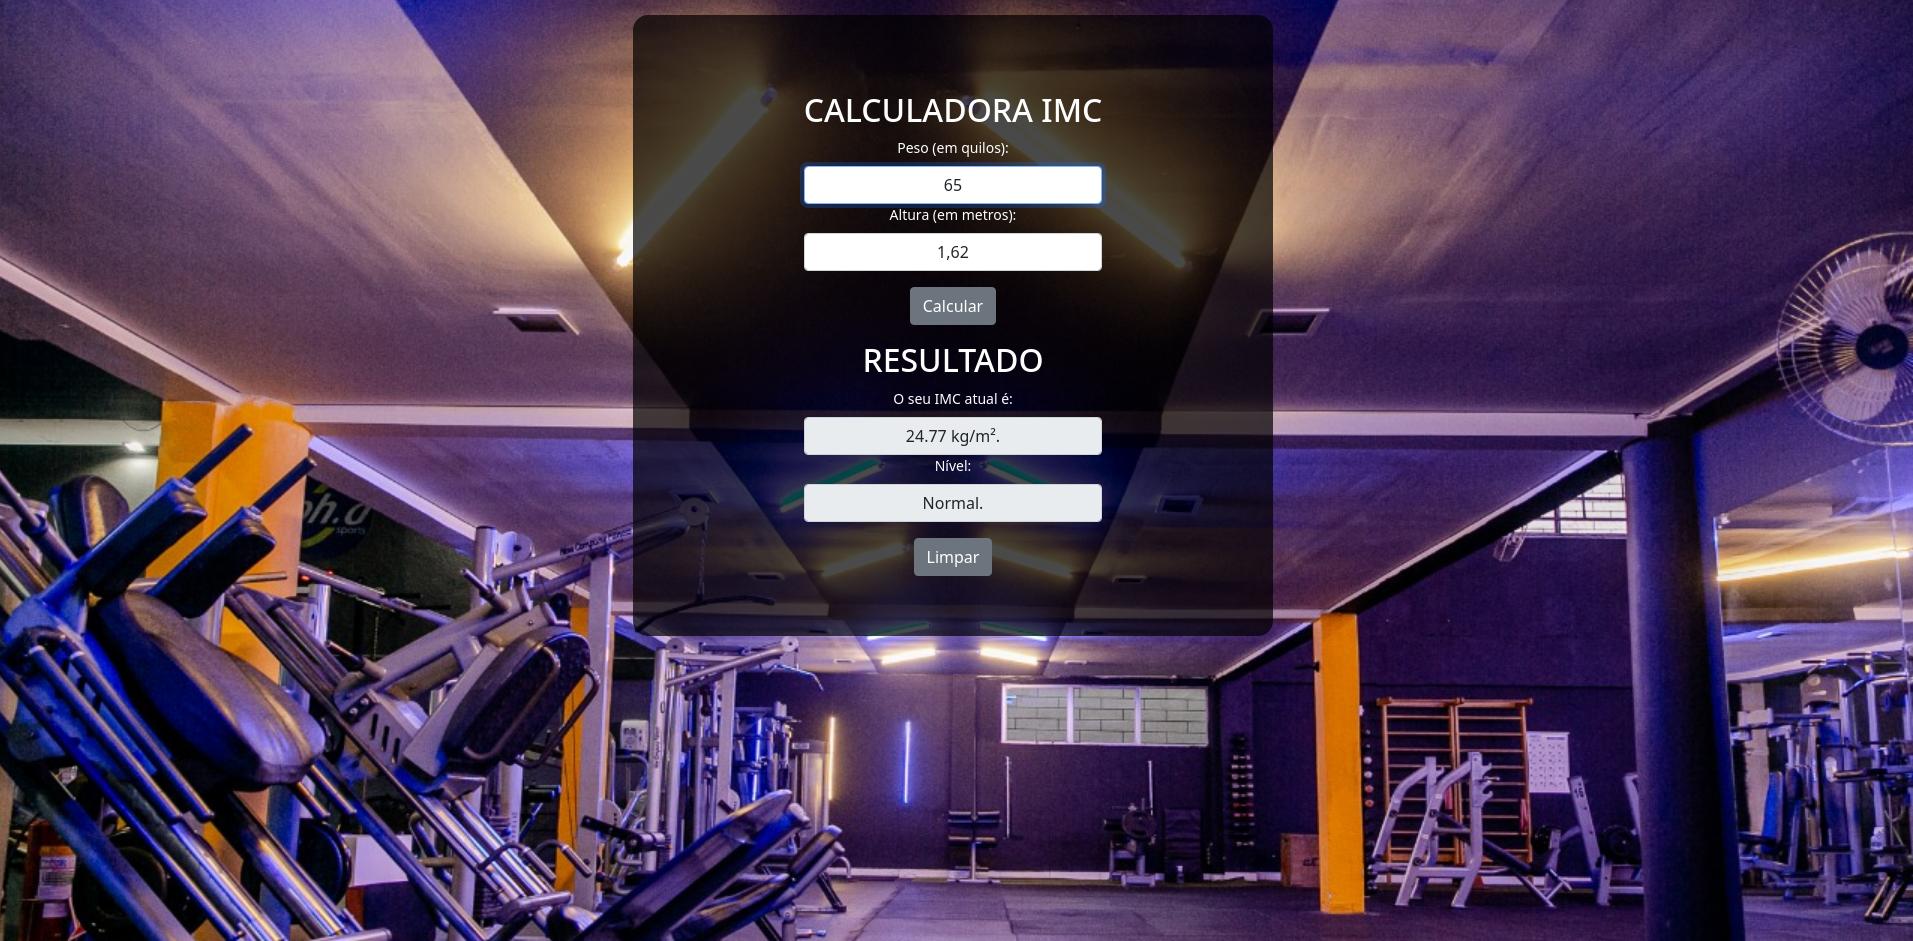 CALCULADORA IMC
Peso (em quilos):
65
Altura (em metros):
1,62
Calcular
RESULTADO
O seu IMC atual é:
24.77 kg/m².
Nível:
Normal.
Limpar
sports